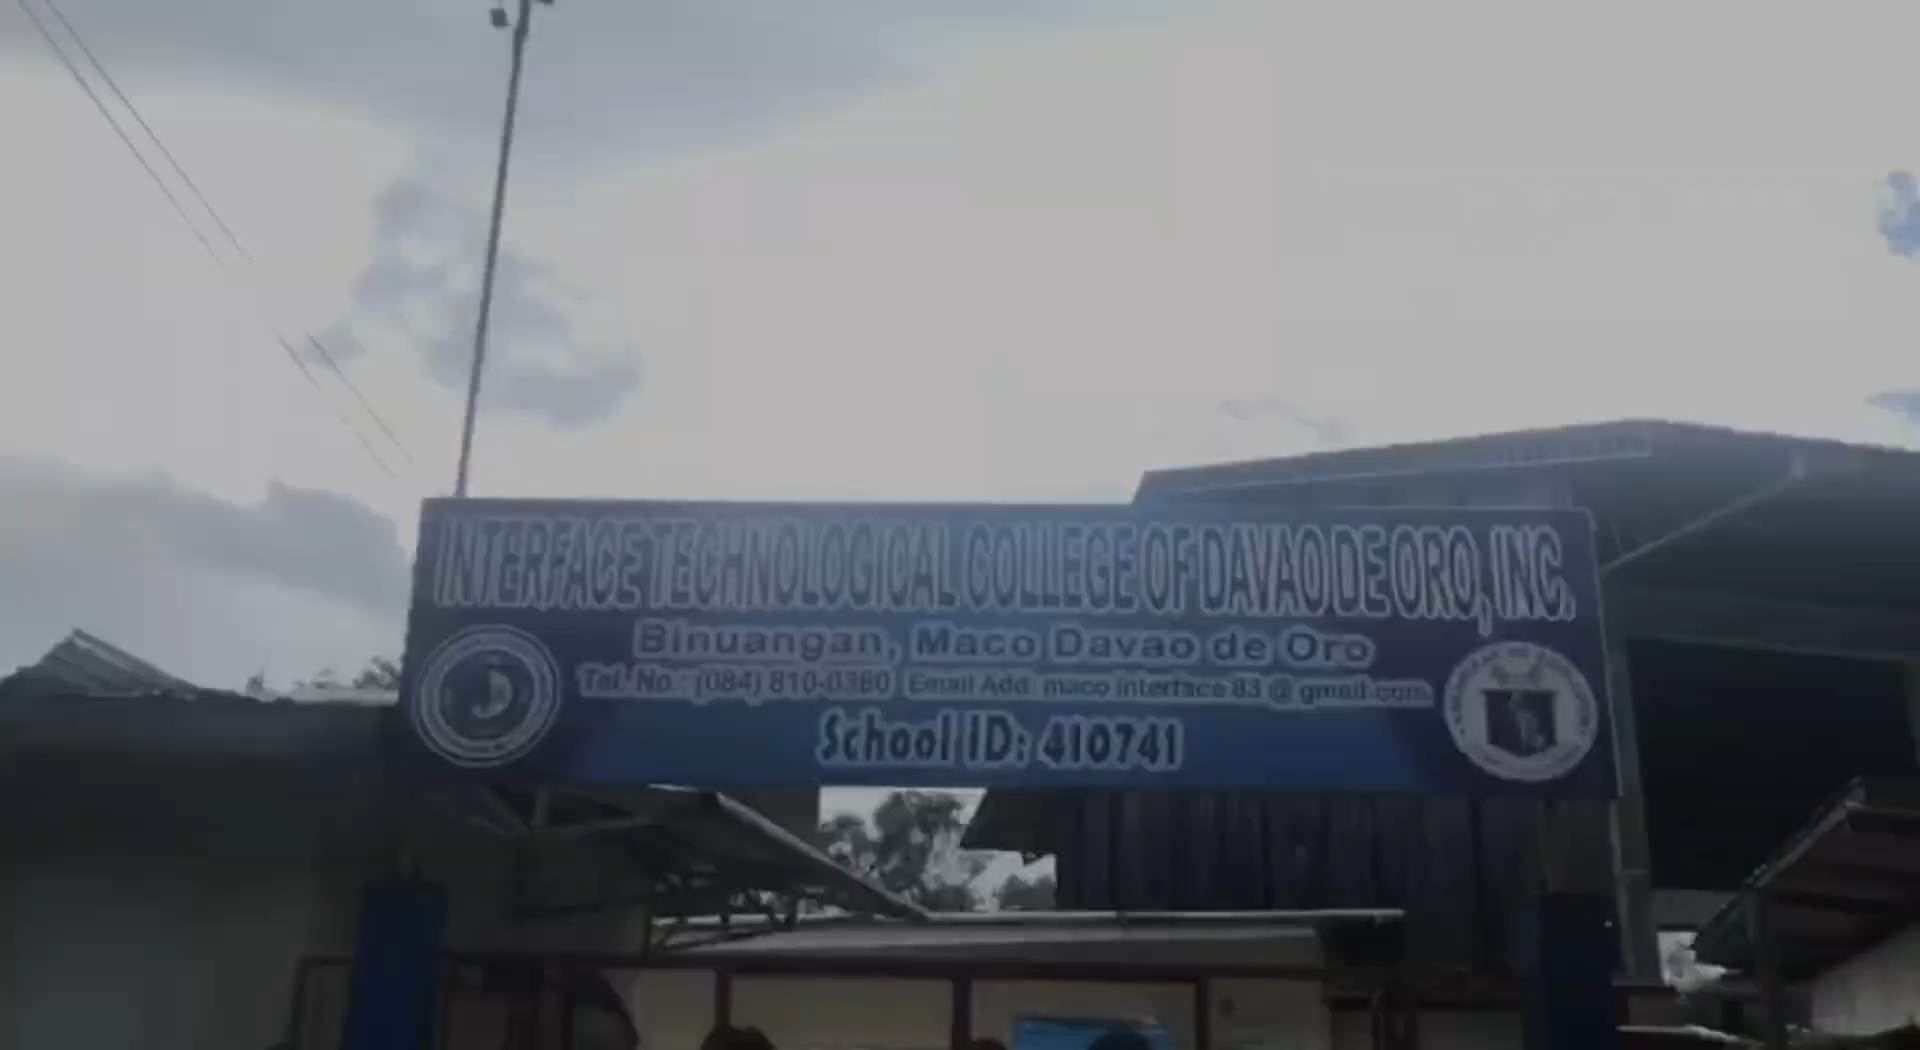 INTERFACE TECHNOLOGICAL COLLEGE OF DAVAO DE ORO, INC.
Binuangan, Maco Davao de Oro
Tel. No.: (084) 810-0380 Email Add: maco interface 83 @ gmail.com
School ID: 410741